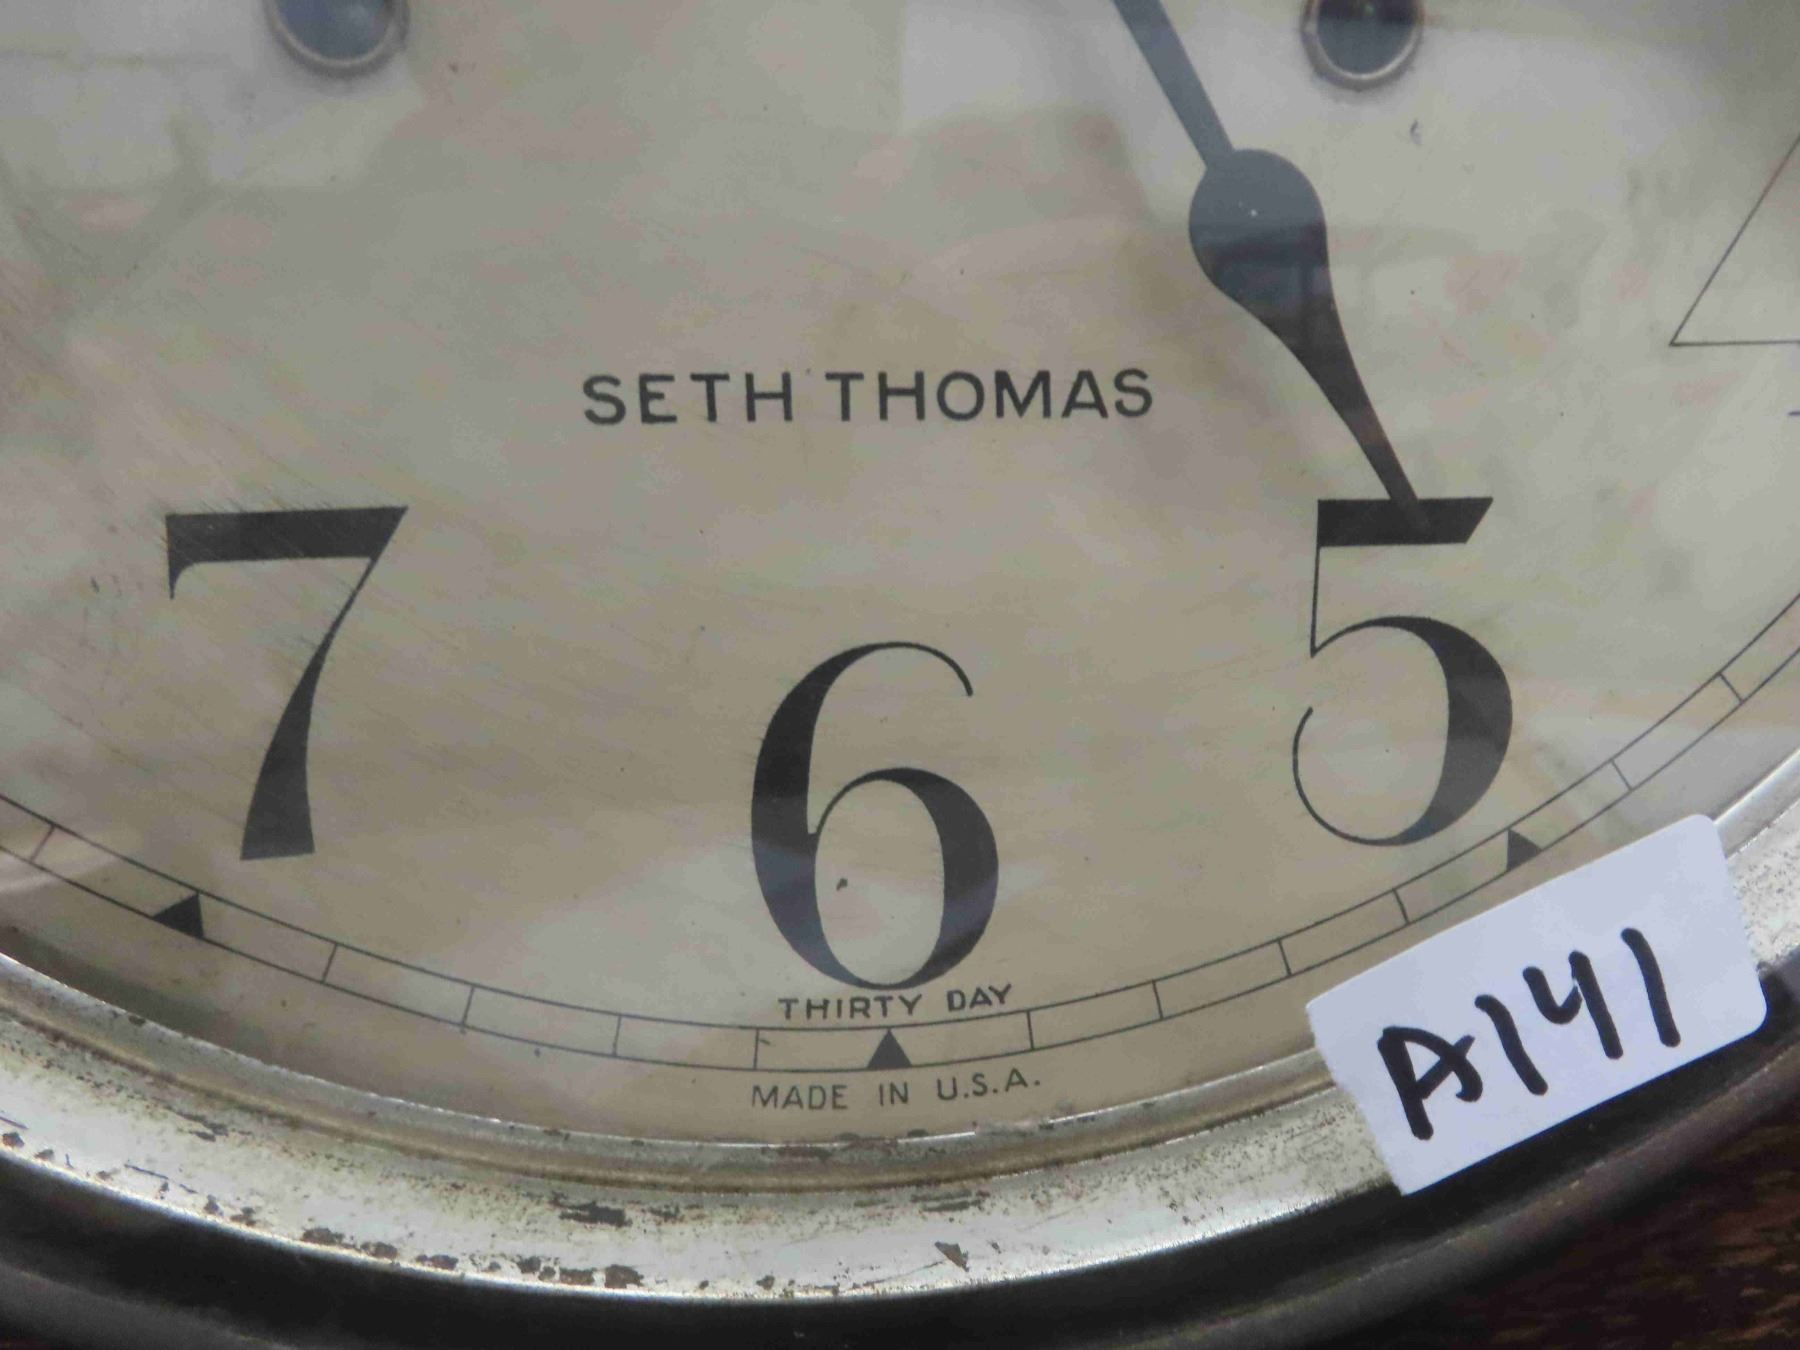 SETH THOMAS
7
6
5
THIRTY DAY
MADE IN U.S.A.
A141